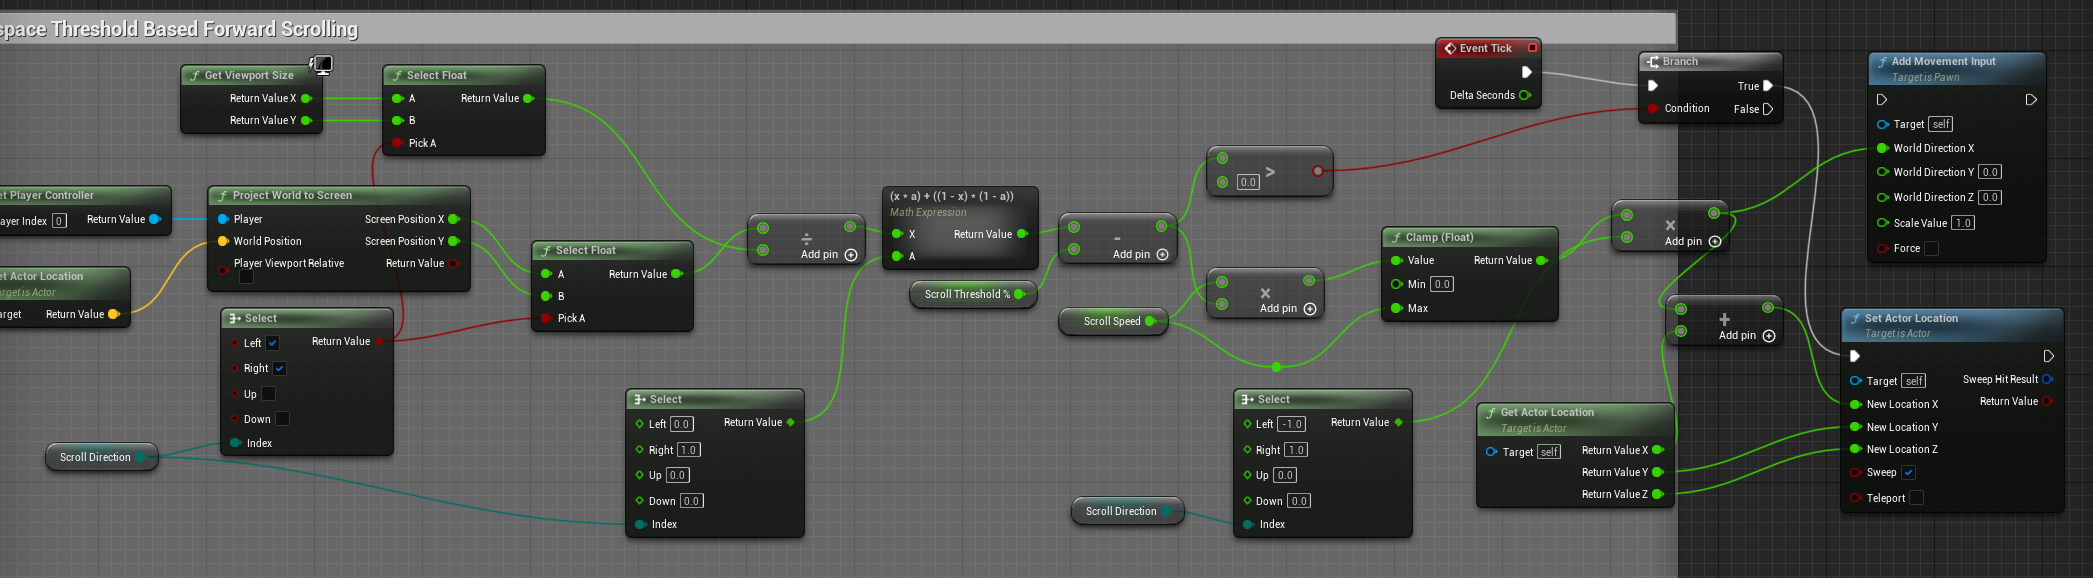 space Threshold Based Forward Scrolling
Get Viewport Size
Return Value X
Return Value Y
Select Float
A
Return Value
B
Pick A
Event Tick
Delta Seconds
Branch
True
Condition
False
Add Movement Input
Target is Pawn
Target
self
World Direction X
World Direction Y
0.0
World Direction Z
0.0
Scale Value
1.0
Force
et Player Controller
ayer Index
0
Return Value
Project World to Screen
Player
Screen Position X
World Position
Screen Position Y
Player Viewport Relative
Return Value
et Actor Location
arget is Actor
arget
Return Value
Select
Left
Return Value
Right
Up
Down
Index
Scroll Direction
Select Float
A
Return Value
B
Pick A
÷
Add pin
(x * a) + ((1 - x) * (1 - a))
Math Expression
X
Return Value
A
Scroll Threshold %
-
Add pin
0.0
>
Scroll Speed
x
Add pin
Clamp (Float)
Value
Return Value
Min
0.0
Max
x
Add pin
+
Add pin
Select
Left
0.0
Return Value
Right
1.0
Up
0.0
Down
0.0
Index
Scroll Direction
Select
Left
-1.0
Return Value
Right
1.0
Up
0.0
Down
0.0
Index
Get Actor Location
Target is Actor
Target
self
Return Value X
Return Value Y
Return Value Z
Set Actor Location
Target is Actor
Target
self
Sweep Hit Result
New Location X
Return Value
New Location Y
New Location Z
Sweep
Teleport